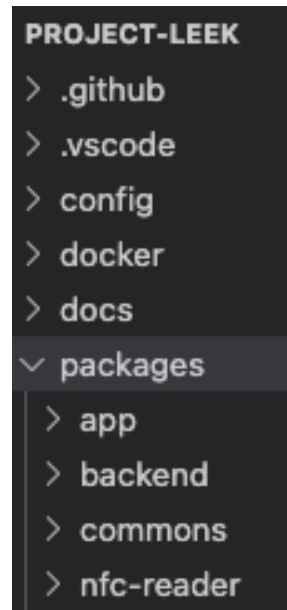 PROJECT-LEEK
.github
.vscode
config
docker
docs
packages
app
backend
commons
nfc-reader